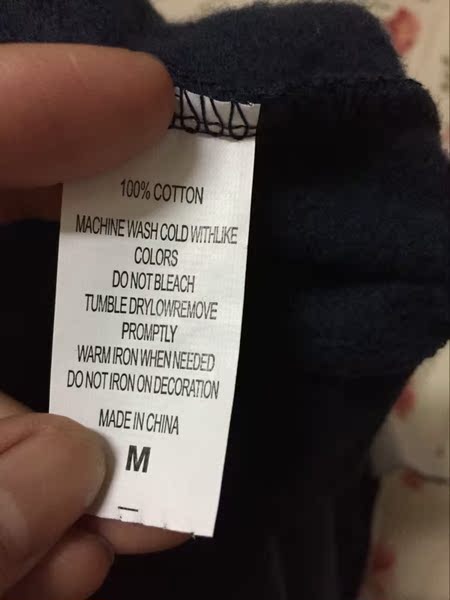 100% COTTON
MACHINE WASH COLD WITHLIKE
COLORS
DO NOT BLEACH
TUMBLE DRYLOWREMOVE
PROMPTLY
WARM IRON WHEN NEEDED
DO NOT IRON ON DECORATION
MADE IN CHINA
M